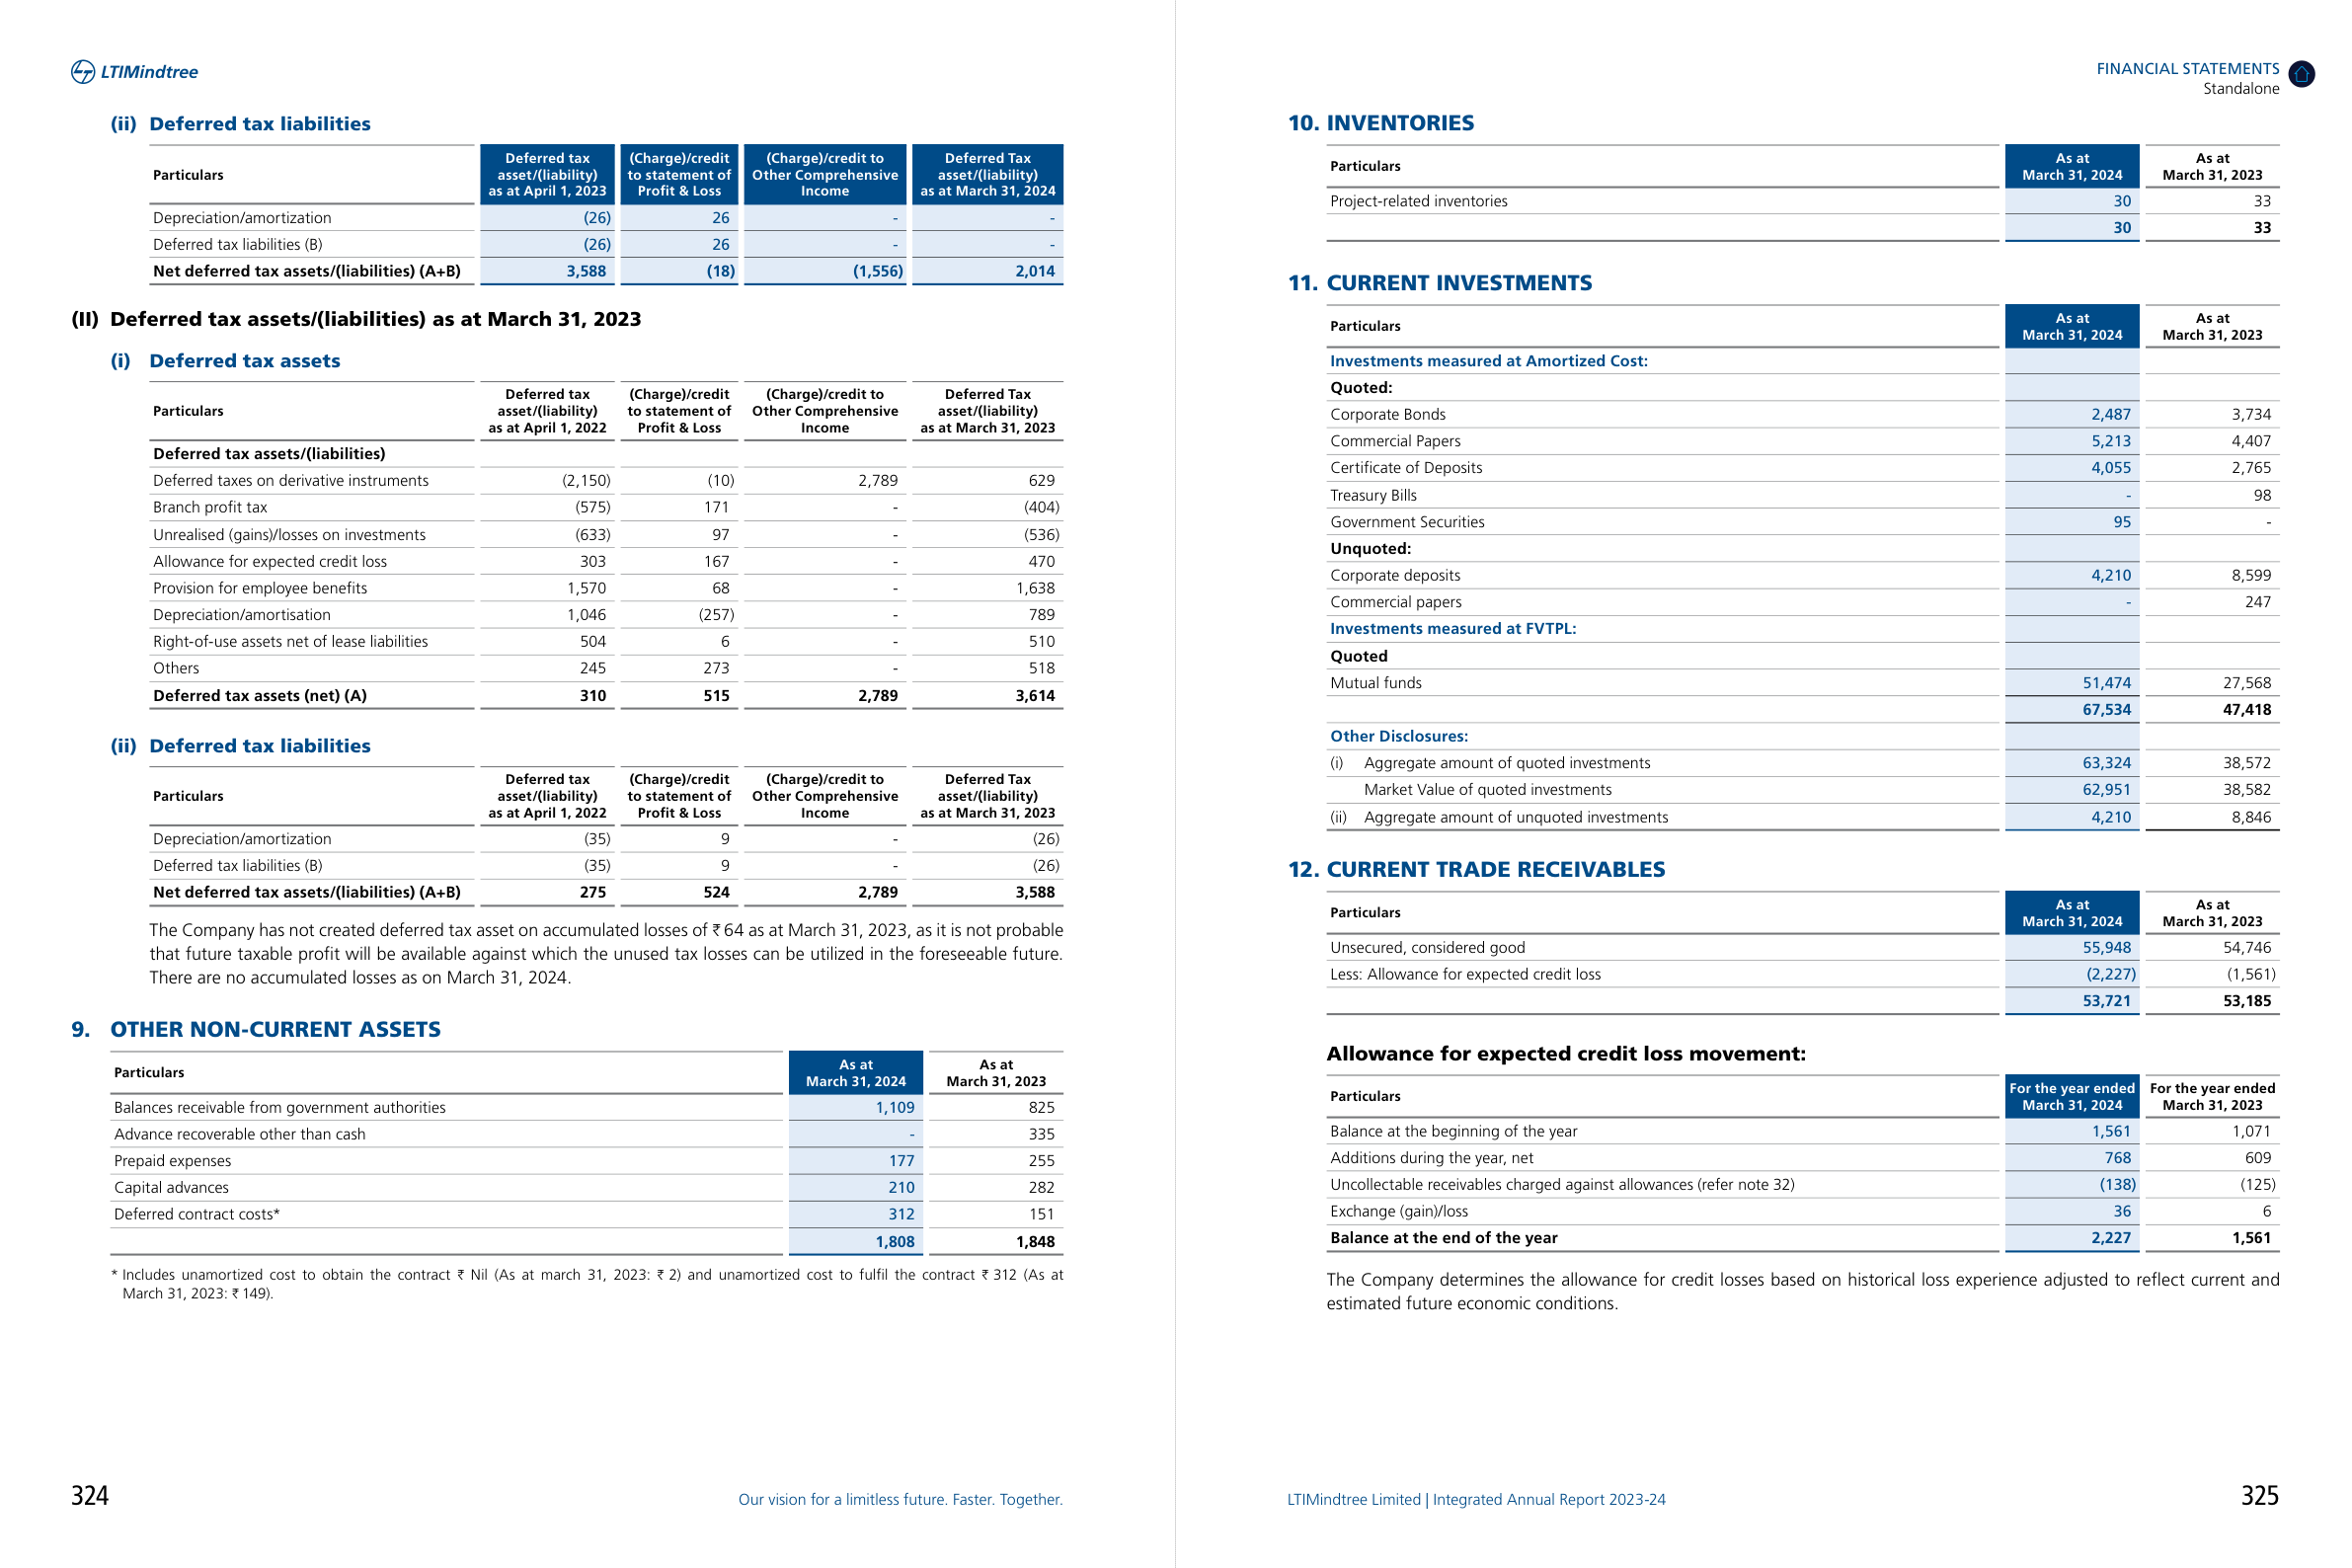 LTIMindtree
(ii) Deferred tax liabilities
Particulars | Deferred tax asset/(liability) as at April 1, 2023 | (Charge)/credit to statement of Profit & Loss | (Charge)/credit to Other Comprehensive Income | Deferred Tax asset/(liability) as at March 31, 2024
Depreciation/amortization | (26) | 26 | - | -
Deferred tax liabilities (B) | (26) | 26 | - | -
Net deferred tax assets/(liabilities) (A+B) | 3,588 | (18) | (1,556) | 2,014
(II) Deferred tax assets/(liabilities) as at March 31, 2023
(i) Deferred tax assets
Particulars | Deferred tax asset/(liability) as at April 1, 2022 | (Charge)/credit to statement of Profit & Loss | (Charge)/credit to Other Comprehensive Income | Deferred Tax asset/(liability) as at March 31, 2023
Deferred tax assets/(liabilities)
Deferred taxes on derivative instruments | (2,150) | (10) | 2,789 | 629
Branch profit tax | (575) | 171 | - | (404)
Unrealised (gains)/losses on investments | (633) | 97 | - | (536)
Allowance for expected credit loss | 303 | 167 | - | 470
Provision for employee benefits | 1,570 | 68 | - | 1,638
Depreciation/amortisation | 1,046 | (257) | - | 789
Right-of-use assets net of lease liabilities | 504 | 6 | - | 510
Others | 245 | 273 | - | 518
Deferred tax assets (net) (A) | 310 | 515 | 2,789 | 3,614
(ii) Deferred tax liabilities
Particulars | Deferred tax asset/(liability) as at April 1, 2022 | (Charge)/credit to statement of Profit & Loss | (Charge)/credit to Other Comprehensive Income | Deferred Tax asset/(liability) as at March 31, 2023
Depreciation/amortization | (35) | 9 | - | (26)
Deferred tax liabilities (B) | (35) | 9 | - | (26)
Net deferred tax assets/(liabilities) (A+B) | 275 | 524 | 2,789 | 3,588
The Company has not created deferred tax asset on accumulated losses of ₹ 64 as at March 31, 2023, as it is not probable
that future taxable profit will be available against which the unused tax losses can be utilized in the foreseeable future.
There are no accumulated losses as on March 31, 2024.
9. OTHER NON-CURRENT ASSETS
Particulars | As at March 31, 2024 | As at March 31, 2023
Balances receivable from government authorities | 1,109 | 825
Advance recoverable other than cash | - | 335
Prepaid expenses | 177 | 255
Capital advances | 210 | 282
Deferred contract costs* | 312 | 151
1,808 | 1,848
* Includes unamortized cost to obtain the contract ₹ Nil (As at march 31, 2023: ₹ 2) and unamortized cost to fulfil the contract ₹ 312 (As at
March 31, 2023: ₹ 149).
324
Our vision for a limitless future. Faster. Together.
FINANCIAL STATEMENTS
Standalone
10. INVENTORIES
Particulars | As at March 31, 2024 | As at March 31, 2023
Project-related inventories | 30 | 33
30 | 33
11. CURRENT INVESTMENTS
Particulars | As at March 31, 2024 | As at March 31, 2023
Investments measured at Amortized Cost:
Quoted:
Corporate Bonds | 2,487 | 3,734
Commercial Papers | 5,213 | 4,407
Certificate of Deposits | 4,055 | 2,765
Treasury Bills | - | 98
Government Securities | 95 | -
Unquoted:
Corporate deposits | 4,210 | 8,599
Commercial papers | - | 247
Investments measured at FVTPL:
Quoted
Mutual funds | 51,474 | 27,568
67,534 | 47,418
Other Disclosures:
(i) Aggregate amount of quoted investments | 63,324 | 38,572
Market Value of quoted investments | 62,951 | 38,582
(ii) Aggregate amount of unquoted investments | 4,210 | 8,846
12. CURRENT TRADE RECEIVABLES
Particulars | As at March 31, 2024 | As at March 31, 2023
Unsecured, considered good | 55,948 | 54,746
Less: Allowance for expected credit loss | (2,227) | (1,561)
53,721 | 53,185
Allowance for expected credit loss movement:
Particulars | For the year ended March 31, 2024 | For the year ended March 31, 2023
Balance at the beginning of the year | 1,561 | 1,071
Additions during the year, net | 768 | 609
Uncollectable receivables charged against allowances (refer note 32) | (138) | (125)
Exchange (gain)/loss | 36 | 6
Balance at the end of the year | 2,227 | 1,561
The Company determines the allowance for credit losses based on historical loss experience adjusted to reflect current and
estimated future economic conditions.
LTIMindtree Limited | Integrated Annual Report 2023-24
325